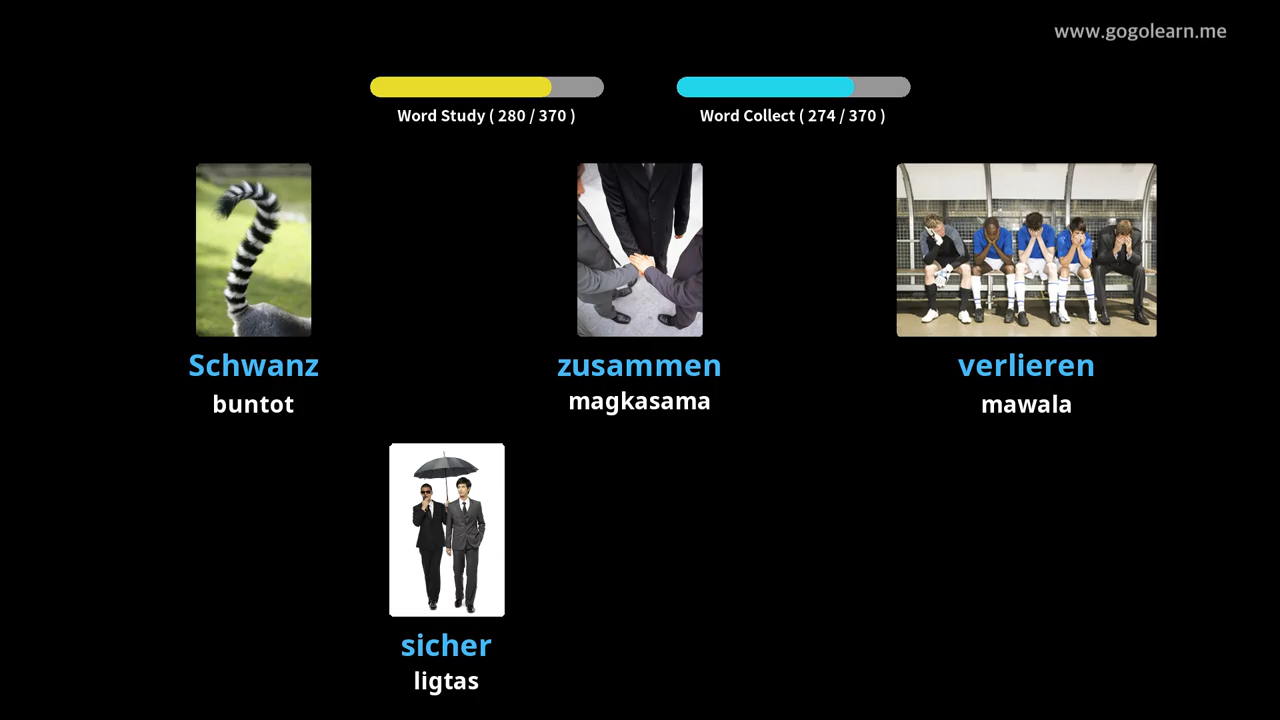 www.gogolearn.me
Word Study ( 280 / 370 )
Word Collect ( 274 / 370 )
Schwanz
buntot
zusammen
magkasama
verlieren
mawala
sicher
ligtas